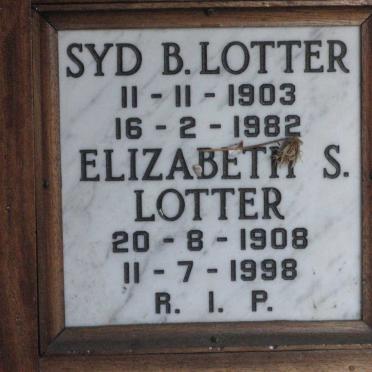 SYD B. LOTTER
11 - 11 - 1903
16 - 2 - 1982
ELIZABETH S.
LOTTER
20 - 8 - 1908
11 - 7 - 1998
R. I. P.